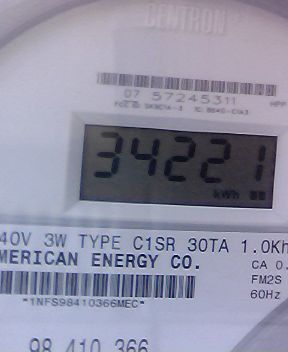 CENTRON
07 57245311
34221
kWh
40V 3W TYPE C1SR 30TA 1.0Kh
MERICAN ENERGY CO.
CA 0.
FM2S
60Hz
*1NFS98410366MEC*
98 410 366